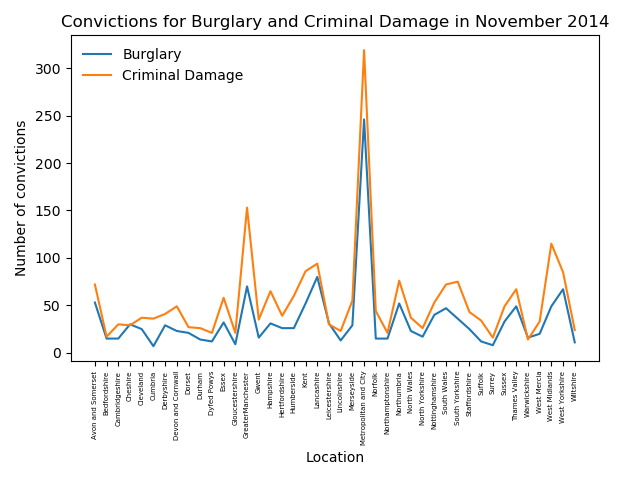 Convictions for Burglary and Criminal Damage in November 2014
Burglary
Criminal Damage
Number of convictions
300
250
200
150
100
50
0
Avon and Somerset
Bedfordshire
Cambridgeshire
Cheshire
Cleveland
Cumbria
Derbyshire
Devon and Cornwall
Dorset
Durham
Dyfed Powys
Essex
Gloucestershire
GreaterManchester
Gwent
Hampshire
Hertfordshire
Humberside
Kent
Lancashire
Leicestershire
Lincolnshire
Merseyside
Metropolitan and City
Norfolk
Northamptonshire
Northumbria
North Wales
North Yorkshire
Nottinghamshire
South Wales
South Yorkshire
Staffordshire
Suffolk
Surrey
Sussex
Thames Valley
Warwickshire
West Mercia
West Midlands
West Yorkshire
Wiltshire
Location